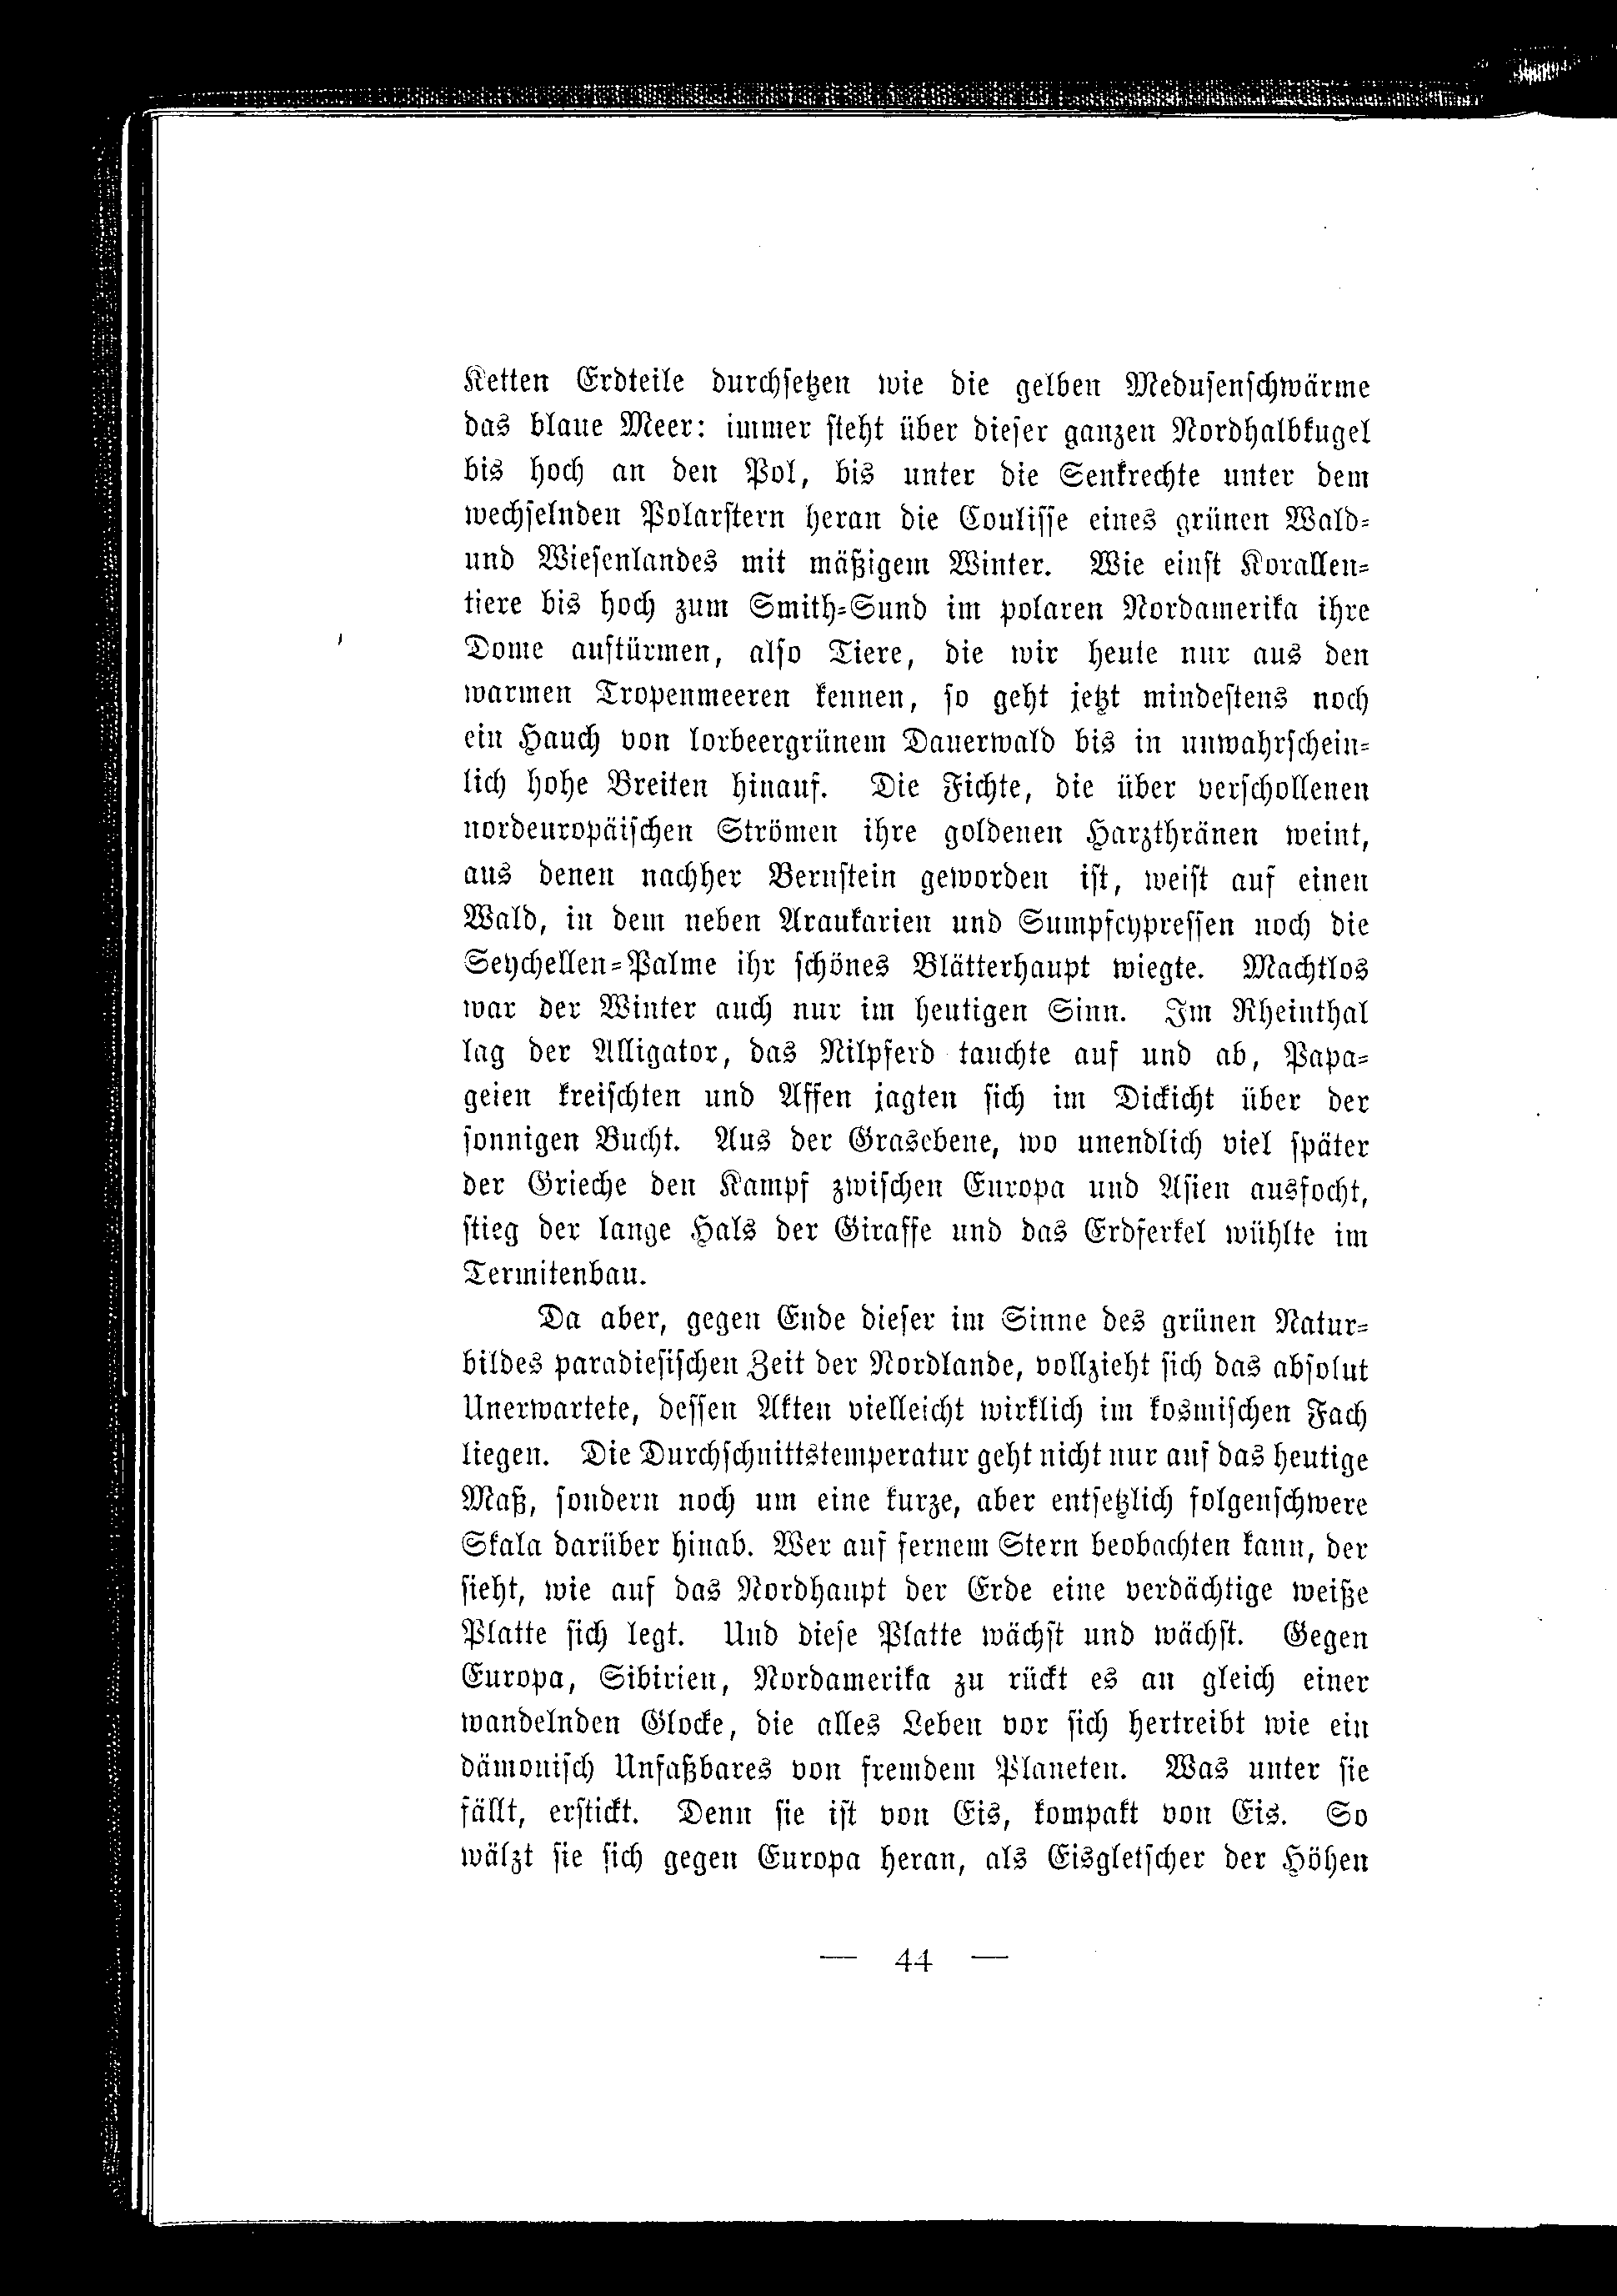 Ketten Erdteile durchsetzen wie die gelben Medusenschwärme
das blaue Meer: immer steht über dieser ganzen Nordhalbkugel
bis hoch an den Pol, bis unter die Senkrechte unter dem
wechselnden Polarstern heran die Coulisse eines grünen Wald-
und Wiesenlandes mit mäßigem Winter. Wie einst Korallen-
tiere bis hoch zum Smith-Sund im polaren Nordamerika ihre
Dome auftürmen, also Tiere, die wir heute nur aus den
warmen Tropenmeeren kennen, so geht jetzt mindestens noch
ein Hauch von lorbeergrünem Dauerwald bis in unwahrschein-
lich hohe Breiten hinauf. Die Fichte, die über verschollenen
nordeuropäischen Strömen ihre goldenen Harzthränen weint,
aus denen nachher Bernstein geworden ist, weist auf einen
Wald, in dem neben Araukarien und Sumpfcypressen noch die
Seychellen-Palme ihr schönes Blätterhaupt wiegte. Machtlos
war der Winter auch nur im heutigen Sinn. Im Rheinthal
lag der Alligator, das Nilpferd tauchte auf und ab, Papa-
geien kreischten und Affen jagten sich im Dickicht über der
sonnigen Bucht. Aus der Grasebene, wo unendlich viel später
der Grieche den Kampf zwischen Europa und Asien ausfocht,
stieg der lange Hals der Giraffe und das Erdferkel wühlte im
Termitenbau.
Da aber, gegen Ende dieser im Sinne des grünen Natur-
bildes paradiesischen Zeit der Nordlande, vollzieht sich das absolut
Unerwartete, dessen Akten vielleicht wirklich im kosmischen Fach
liegen. Die Durchschnittstemperatur geht nicht nur auf das heutige
Maß, sondern noch um eine kurze, aber entsetzlich folgenschwere
Skala darüber hinab. Wer auf fernem Stern beobachten kann, der
sieht, wie auf das Nordhaupt der Erde eine verdächtige weiße
Platte sich legt. Und diese Platte wächst und wächst. Gegen
Europa, Sibirien, Nordamerika zu rückt es an gleich einer
wandelnden Glocke, die alles Leben vor sich hertreibt wie ein
dämonisch Unfaßbares von fremdem Planeten. Was unter sie
fällt, erstickt. Denn sie ist von Eis, kompakt von Eis. So
wälzt sie sich gegen Europa heran, als Eisgletscher der Höhen
— 44 —